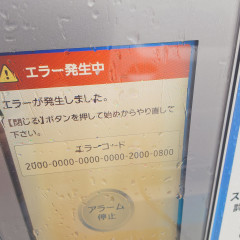 エラー発生中
エラーが発生しました。
【閉じる】ボタンを押して始めからやり直して
下さい。
エラーコード
2000-0000-0000-0000-2000-0800
アラーム
停止